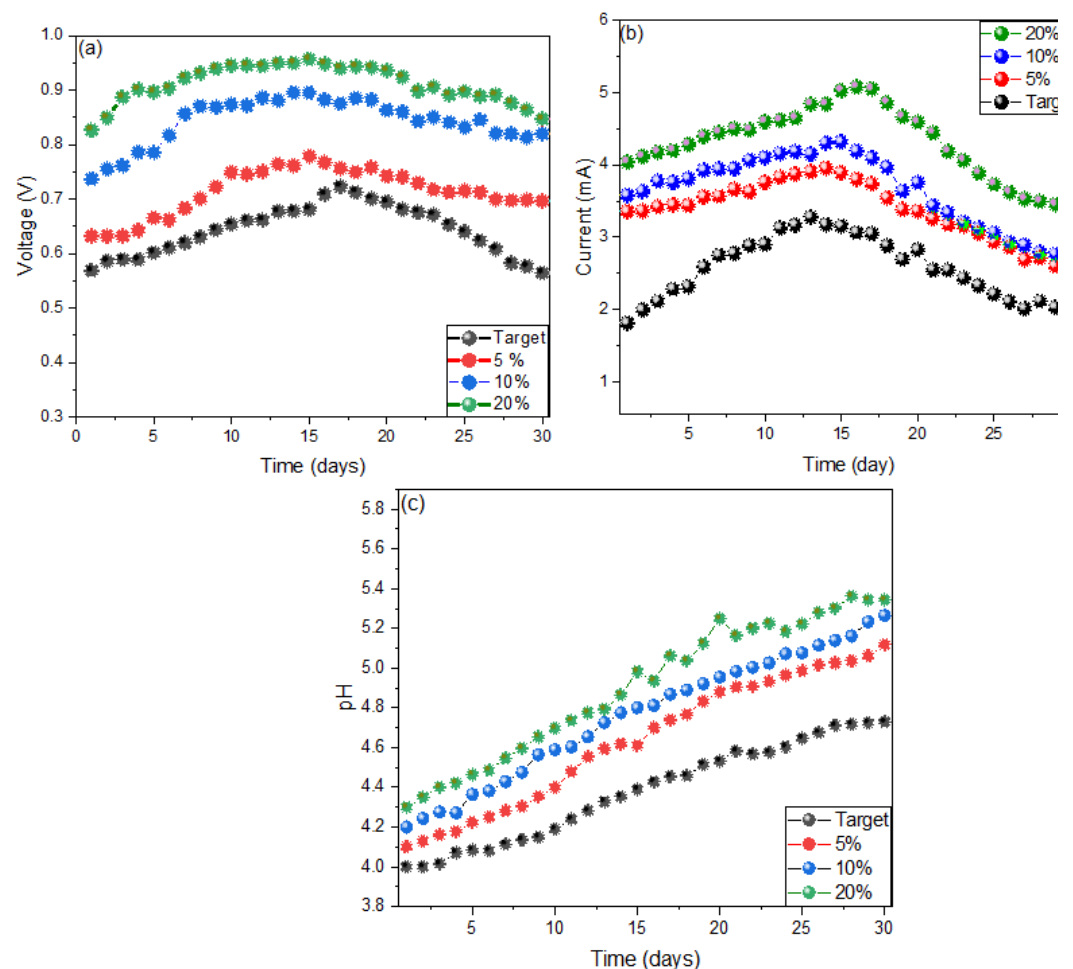 (a)
1.0
0.9
0.8
0.7
0.6
0.5
0.4
0.3
Voltage (V)
0 5 10 15 20 25 30
Time (days)
Target
5 %
10%
20%
(b)
6
5
4
3
2
1
Current (mA)
5 10 15 20 25
Time (day)
20%
10%
5%
Targ
(c)
5.8
5.6
5.4
5.2
5.0
4.8
4.6
4.4
4.2
4.0
3.8
pH
5 10 15 20 25 30
Time (days)
Target
5%
10%
20%